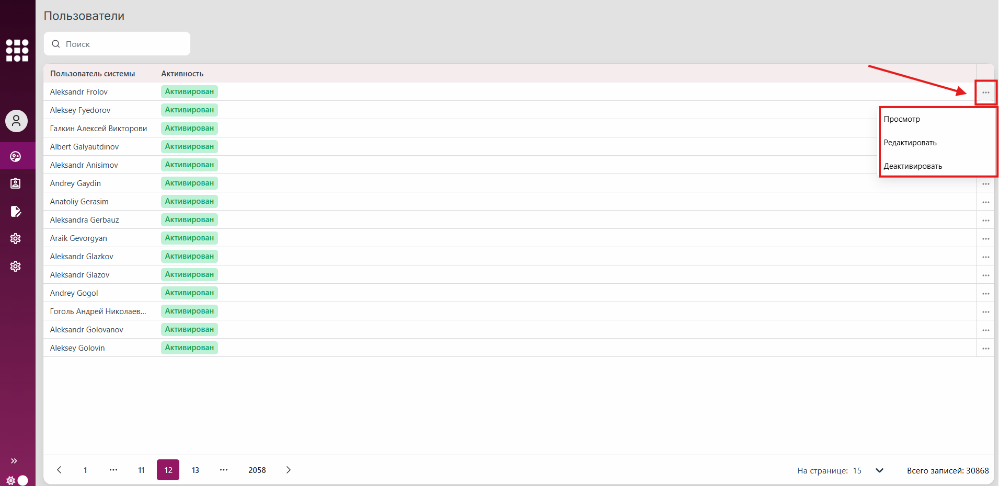 Пользователи
Поиск
Пользователь системы Активность
Aleksandr Frolov Активирован ...
Aleksey Fyedorov Активирован
Просмотр
Галкин Алексей Викторови Активирован
Редактировать
Albert Galyautdinov Активирован
Aleksandr Anisimov Активирован
Деактивировать
Andrey Gaydin Активирован ...
Anatoliy Gerasim Активирован ...
Aleksandra Gerbauz Активирован ...
Araik Gevorgyan Активирован ...
Aleksandr Glazkov Активирован ...
Aleksandr Glazov Активирован ...
Andrey Gogol Активирован ...
Гоголь Андрей Николаев... Активирован ...
Aleksandr Golovanov Активирован ...
Aleksey Golovin Активирован ...
1 ... 11 12 13 ... 2058 На странице: 15 Всего записей: 30868